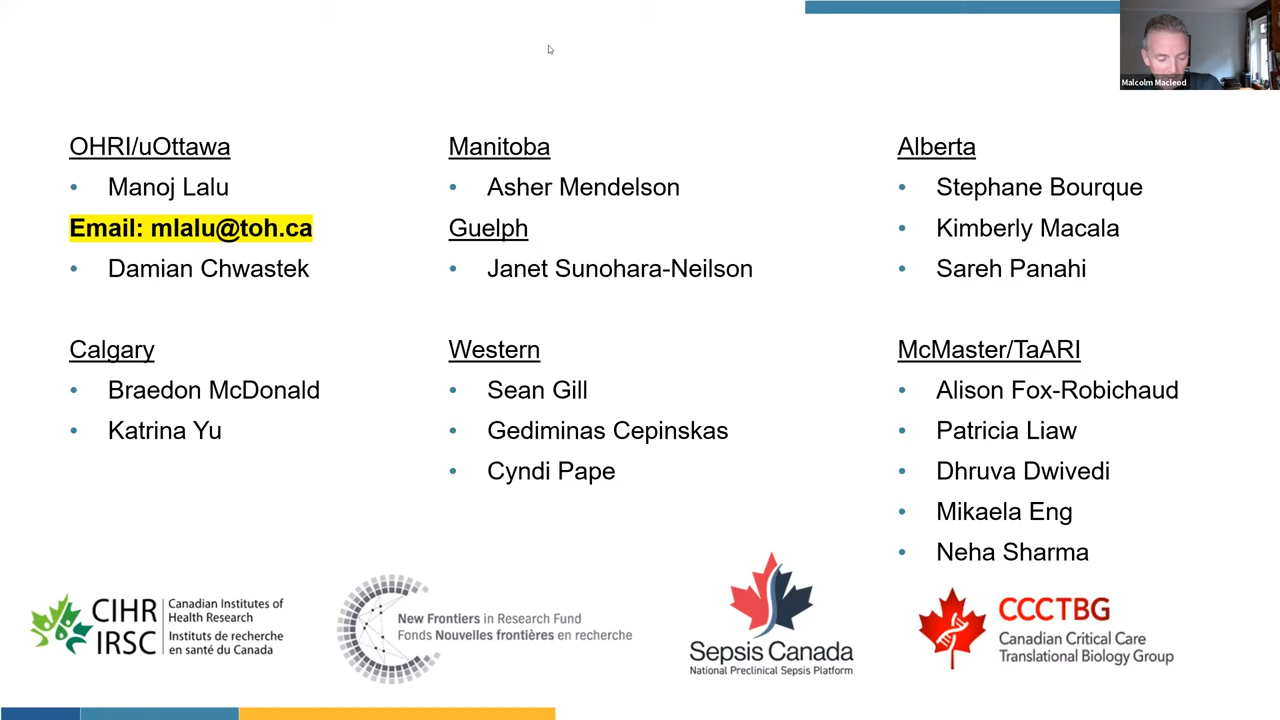 Malcolm Macleod
OHRI/uOttawa
• Manoj Lalu
Email: mlalu@toh.ca
• Damian Chwastek
Manitoba
• Asher Mendelson
Guelph
• Janet Sunohara-Neilson
Alberta
• Stephane Bourque
• Kimberly Macala
• Sareh Panahi
Calgary
• Braedon McDonald
• Katrina Yu
Western
• Sean Gill
• Gediminas Cepinskas
• Cyndi Pape
McMaster/TaARI
• Alison Fox-Robichaud
• Patricia Liaw
• Dhruva Dwivedi
• Mikaela Eng
• Neha Sharma
CIHR
IRSC
Canadian Institutes of
Health Research
Instituts de recherche
en santé du Canada
New Frontiers in Research Fund
Fonds Nouvelles frontières en recherche
Sepsis Canada
National Preclinical Sepsis Platform
CCCTBG
Canadian Critical Care
Translational Biology Group